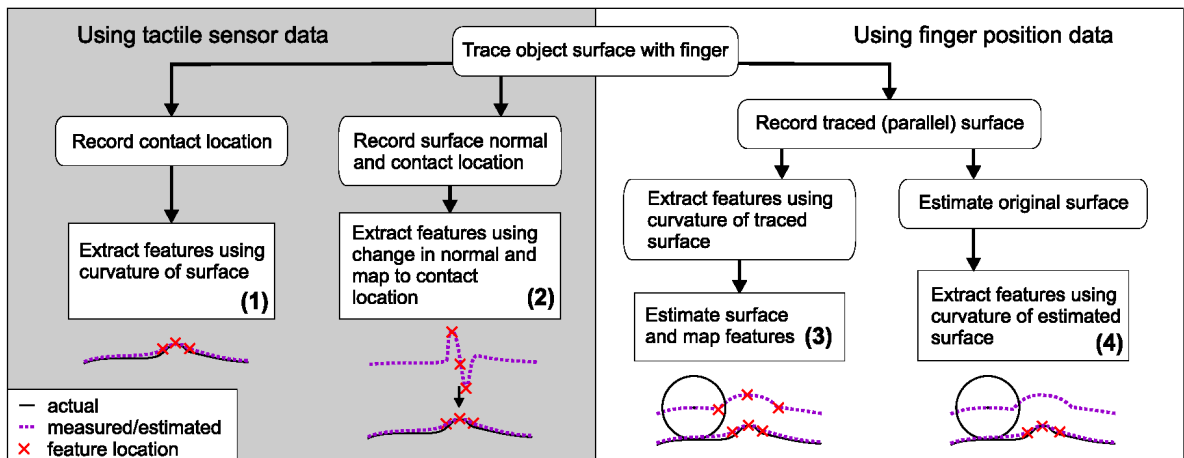 Using tactile sensor data
Using finger position data
Trace object surface with finger
Record contact location
Record surface normal
and contact location
Record traced (parallel) surface
Extract features using
curvature of traced
surface
Estimate original surface
Extract features using
curvature of surface
(1)
Extract features using
change in normal and
map to contact
location
(2)
Estimate surface
and map features
(3)
Extract features using
curvature of estimated
surface
(4)
actual
measured/estimated
feature location